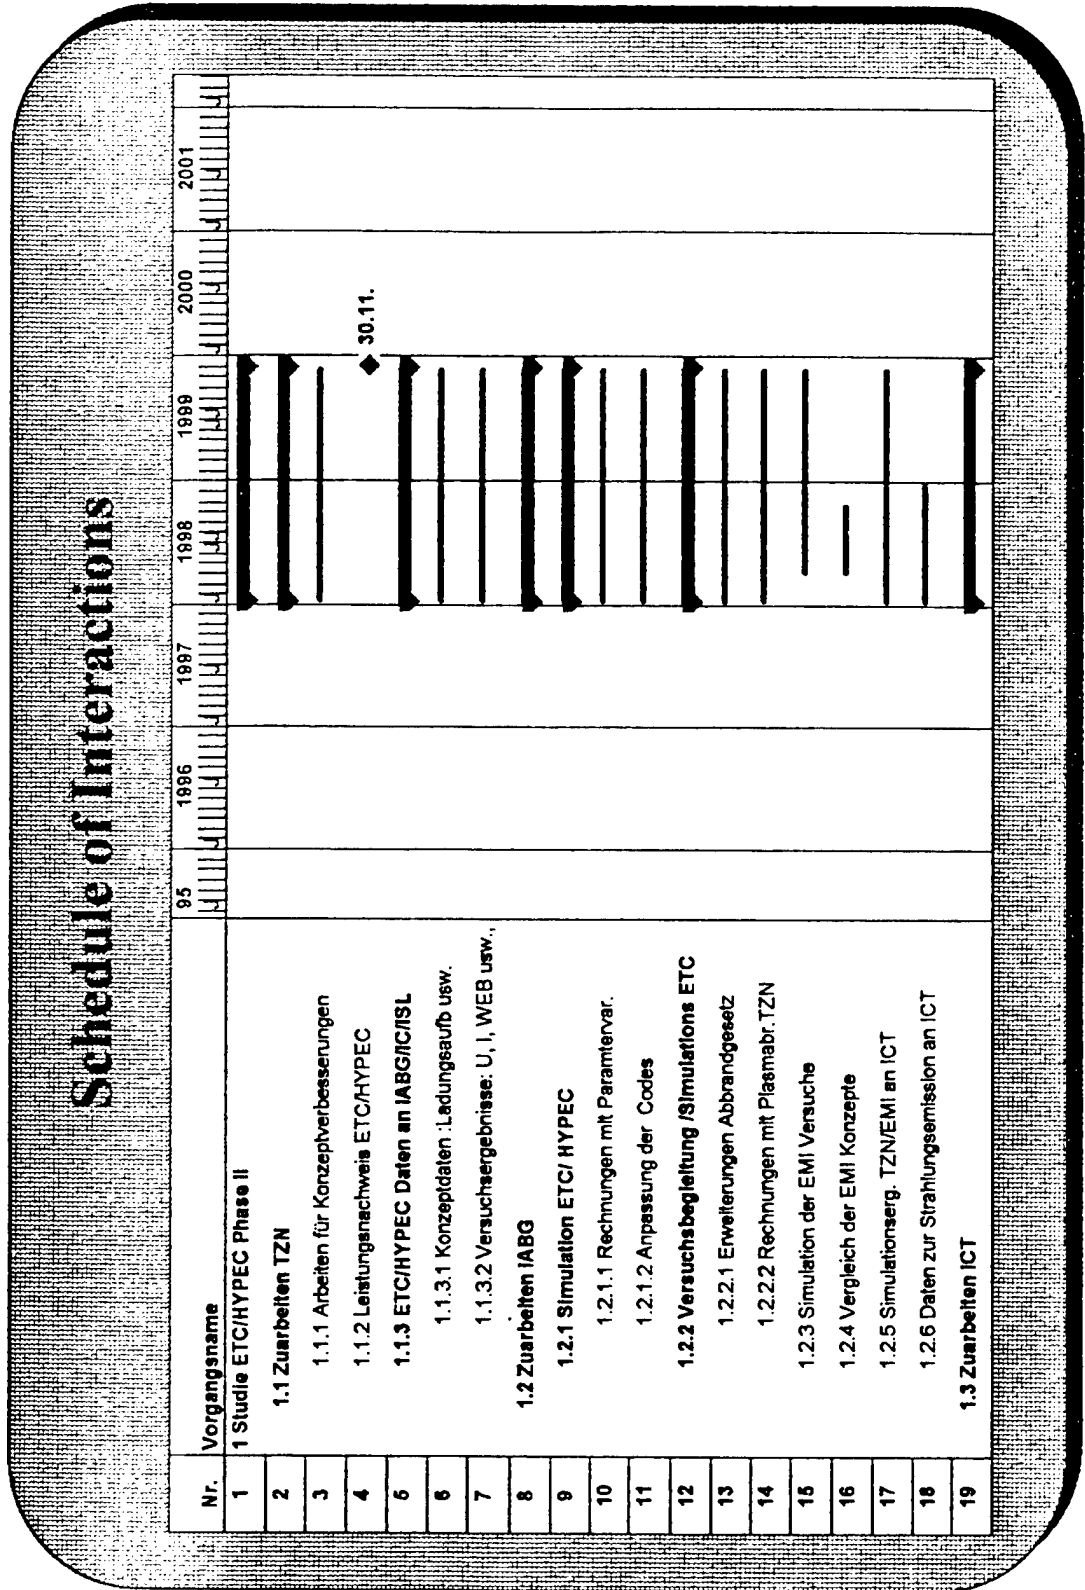 Schedule of Interactions
Nr. Vorgangsname 95 1996 1997 1998 1999 2000 2001
1 1 Studie ETC/HYPEC Phase II
2 1.1 Zuarbeiten TZN
3 1.1.1 Arbeiten für Konzeptverbesserungen
4 1.1.2 Leistungsnachweis ETC/HYPEC 30.11.
5 1.1.3 ETC/HYPEC Daten an IABG/IC/ISL
6 1.1.3.1 Konzeptdaten :Ladungsaufb usw.
7 1.1.3.2 Versuchsergebnisse: U, I, WEB usw.,
8 1.2 Zuarbeiten IABG
9 1.2.1 Simulation ETC/ HYPEC
10 1.2.1.1 Rechnungen mit Paramtervar.
11 1.2.1.2 Anpassung der Codes
12 1.2.2 Versuchsbegleitung /Simulations ETC
13 1.2.2.1 Erweiterungen Abbrandgesetz
14 1.2.2.2 Rechnungen mit Plasmabr.TZN
15 1.2.3 Simulation der EMI Versuche
16 1.2.4 Vergleich der EMI Konzepte
17 1.2.5 Simulationserg. TZN/EMI an ICT
18 1.2.6 Daten zur Strahlungsemission an ICT
19 1.3 Zuarbeiten ICT